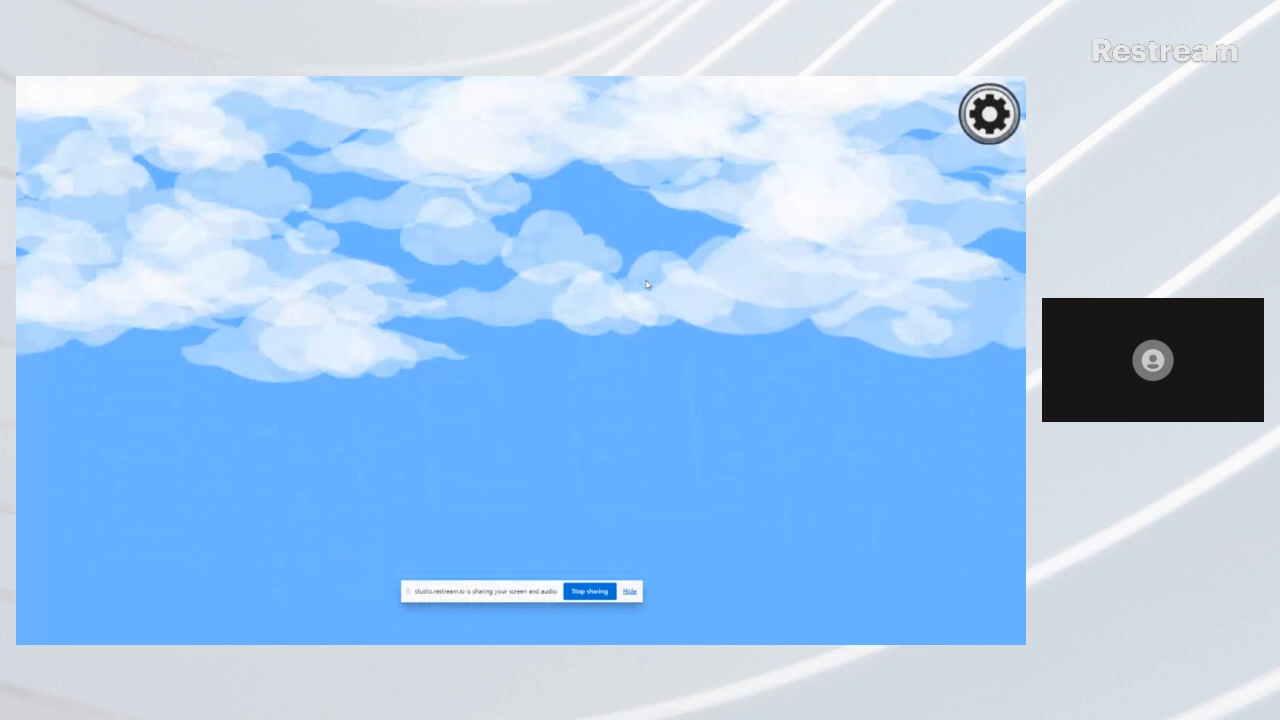 Restream
studio.restream.io is sharing your screen and audio.
Stop sharing
Hide